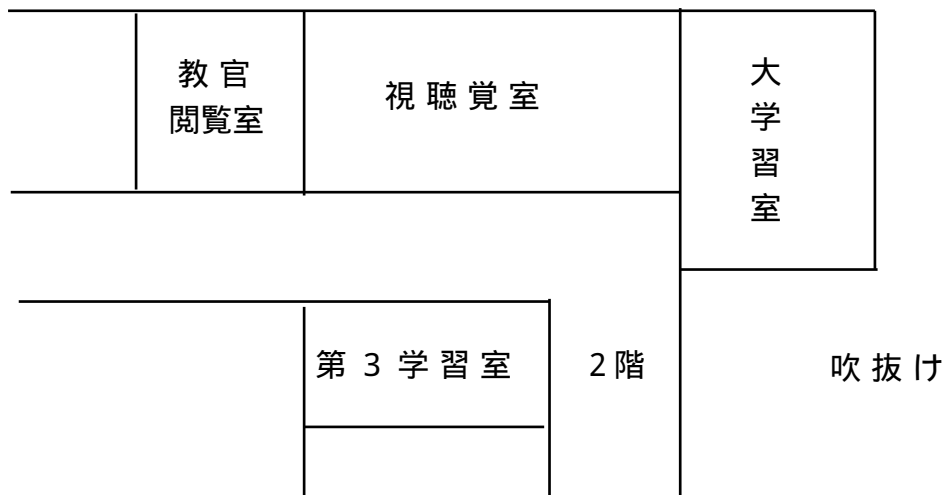 教官
閲覧室
視聴覚室
大学習室
第3学習室
2階
吹抜け